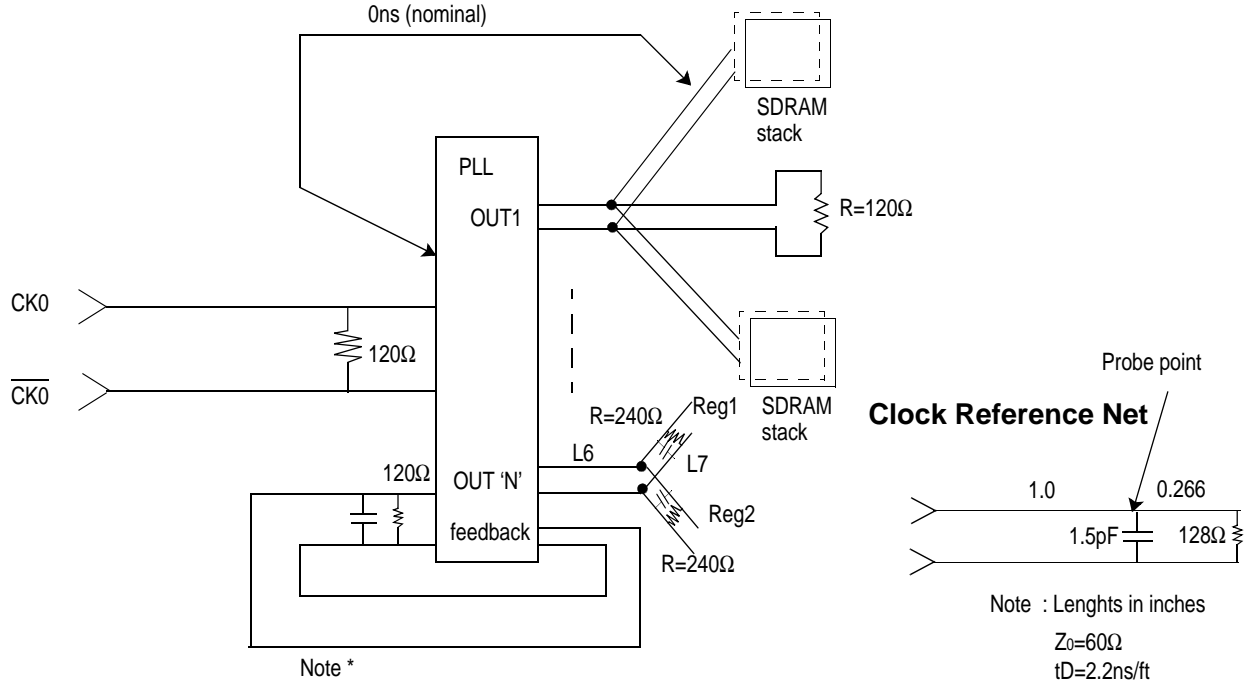 0ns (nominal)
SDRAM
stack
PLL
OUT1
R=120Ω
CK0
120Ω
CK0
Probe point
Reg1
SDRAM
stack
Clock Reference Net
R=240Ω
L6
L7
120Ω
OUT 'N'
Reg2
1.0
0.266
feedback
1.5pF
128Ω
R=240Ω
Note : Lenghts in inches
Z0=60Ω
tD=2.2ns/ft
Note *